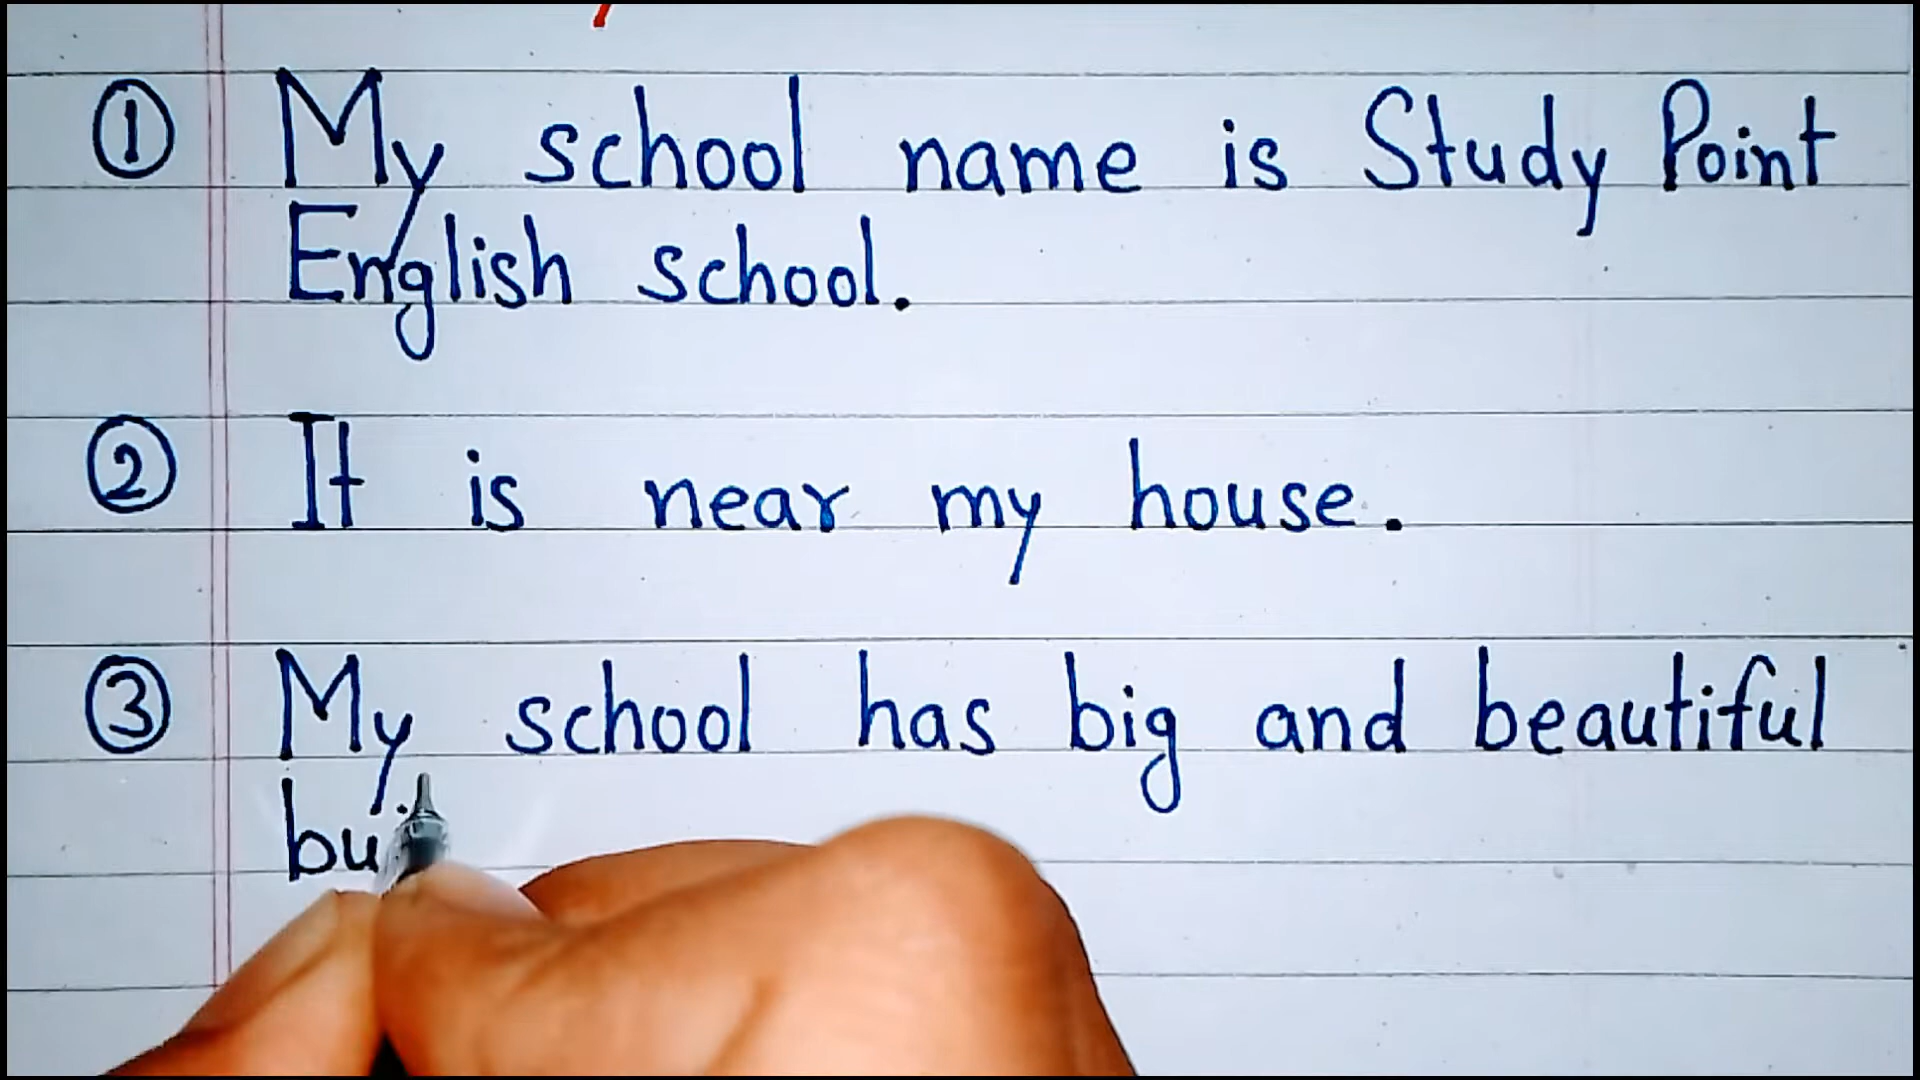 ① My school name is Study Point
English school.
② It is near my house.
③ My school has big and beautiful
bui